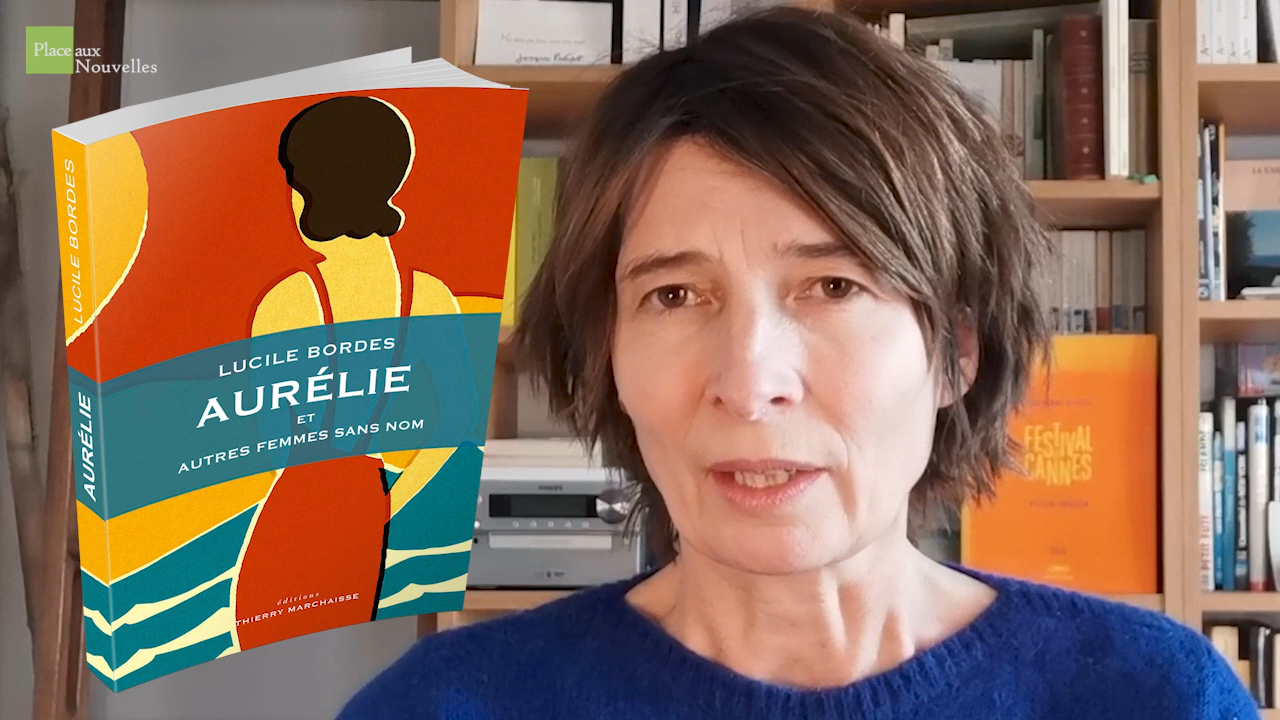 Place aux
Nouvelles
LUCILE BORDES
AURÉLIE
LUCILE BORDES
AURÉLIE
ET
AUTRES FEMMES SANS NOM
éditions
THIERRY MARCHAISSE
PHILIPS
FESTIVAL
CANNES